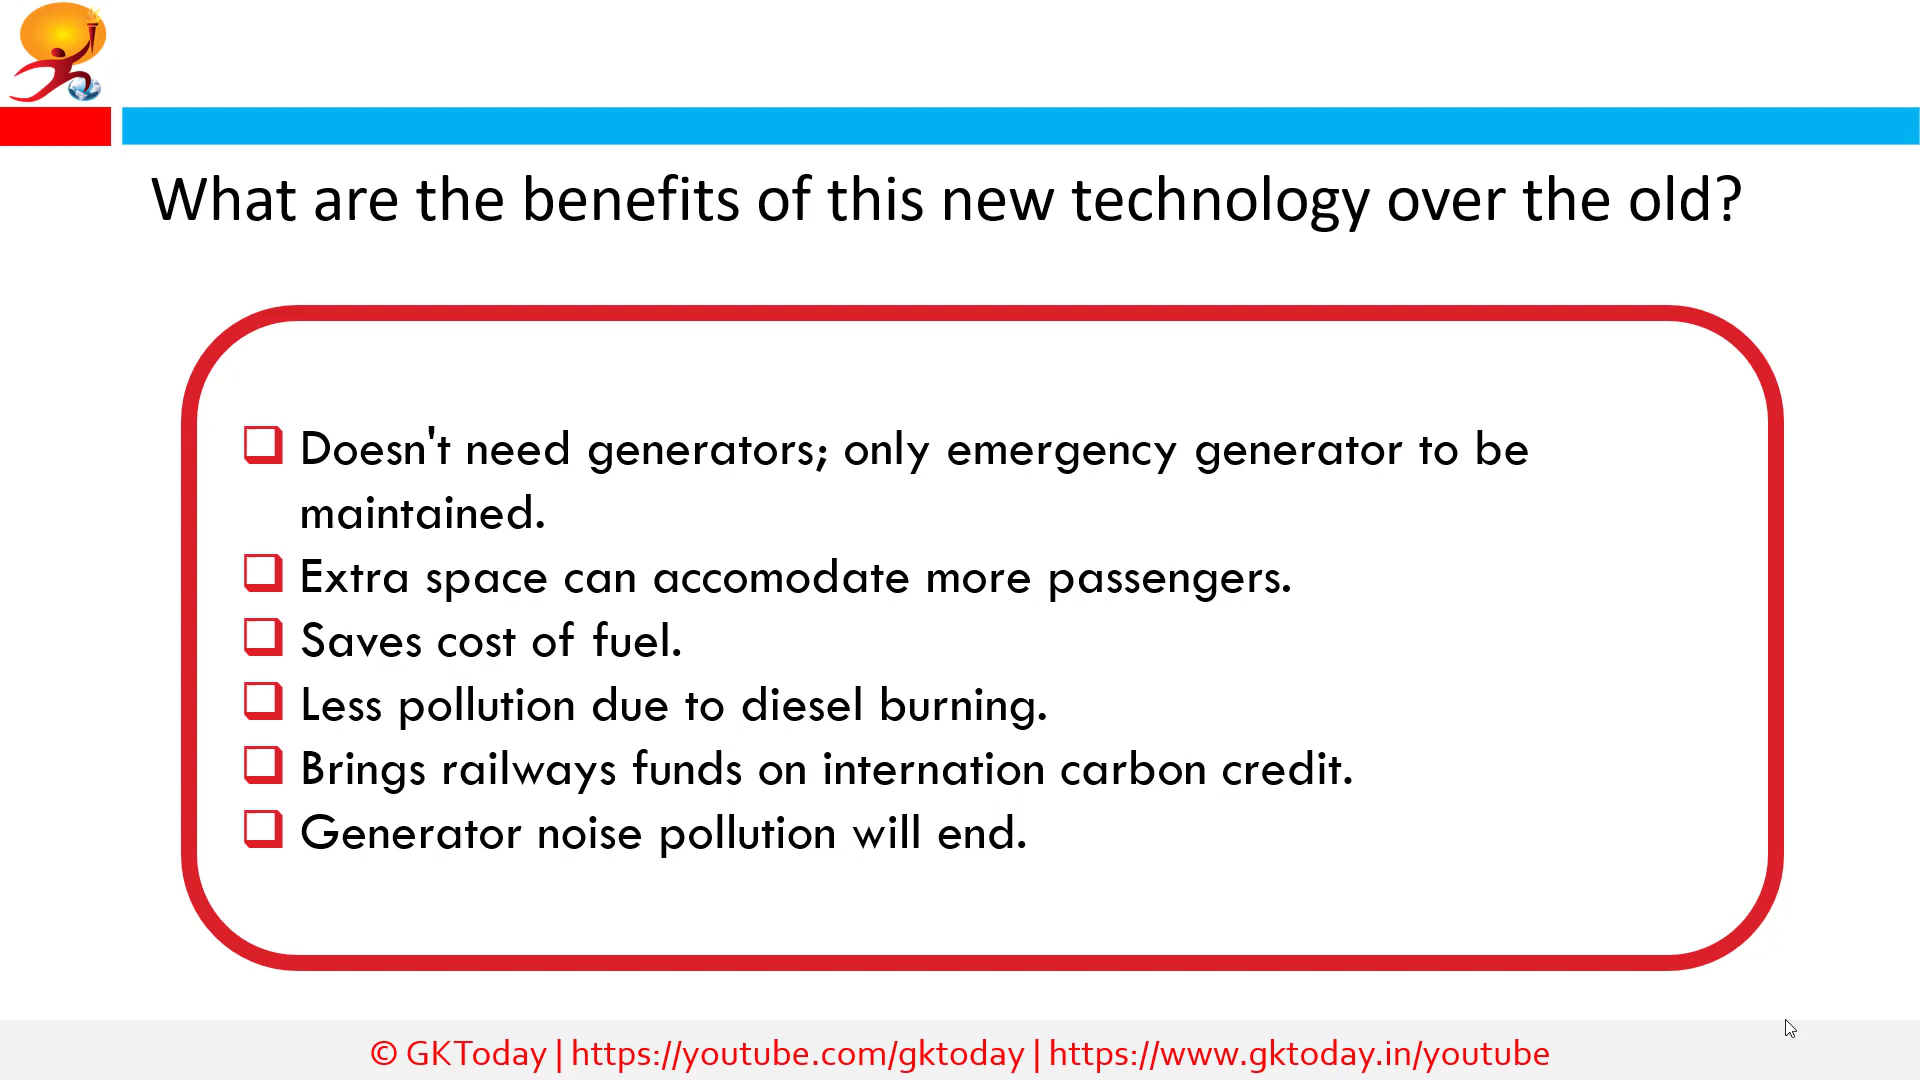 What are the benefits of this new technology over the old?
Doesn't need generators; only emergency generator to be
maintained.
Extra space can accomodate more passengers.
Saves cost of fuel.
Less pollution due to diesel burning.
Brings railways funds on internation carbon credit.
Generator noise pollution will end.
© GKToday | https://youtube.com/gktoday | https://www.gktoday.in/youtube